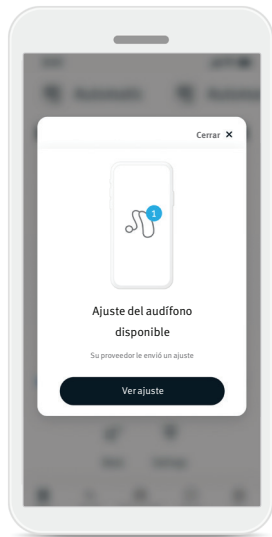 Cerrar ✕
1
Ajuste del audífono
disponible
Su proveedor le envió un ajuste
Ver ajuste